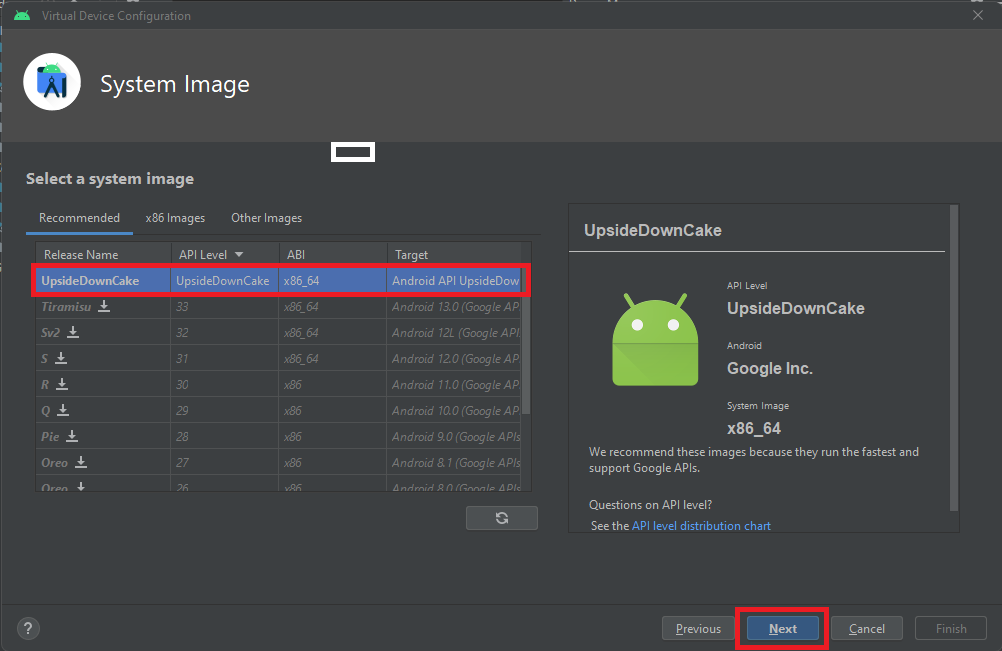 Virtual Device Configuration
System Image
Select a system image
Recommended x86 Images Other Images
Release Name API Level ABI Target
UpsideDownCake UpsideDownCake x86_64 Android API UpsideDow
Tiramisu 33 x86_64 Android 13.0 (Google AP
Sv2 32 x86_64 Android 12L (Google API
S 31 x86_64 Android 12.0 (Google AP
R 30 x86 Android 11.0 (Google AP
Q 29 x86 Android 10.0 (Google AP
Pie 28 x86 Android 9.0 (Google APIs
Oreo 27 x86 Android 8.1 (Google APIs
Oreo 26 x86 Android 8.0 (Google APIs
UpsideDownCake
API Level
UpsideDownCake
Android
Google Inc.
System Image
x86_64
We recommend these images because they run the fastest and
support Google APIs.
Questions on API level?
See the API level distribution chart
? Previous Next Cancel Finish